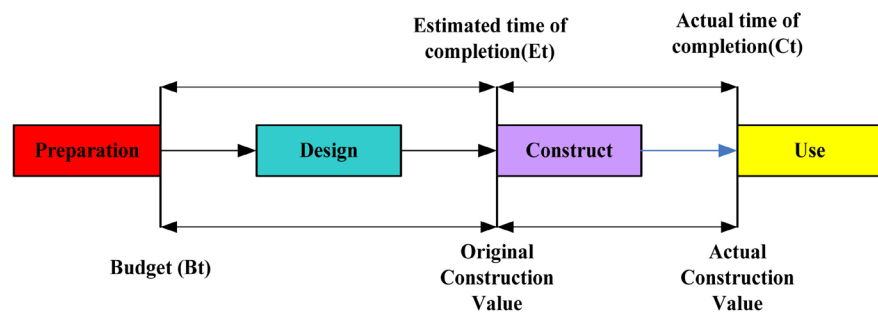 Estimated time of
completion(Et)
Actual time of
completion(Ct)
Preparation
Design
Construct
Use
Budget (Bt)
Original
Construction
Value
Actual
Construction
Value